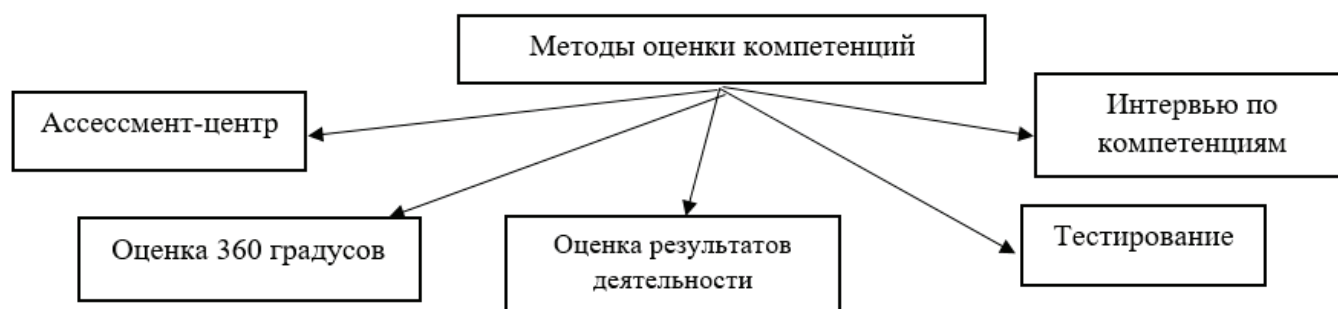 Методы оценки компетенций
Ассессмент-центр
Интервью по
компетенциям
Оценка 360 градусов
Оценка результатов
деятельности
Тестирование